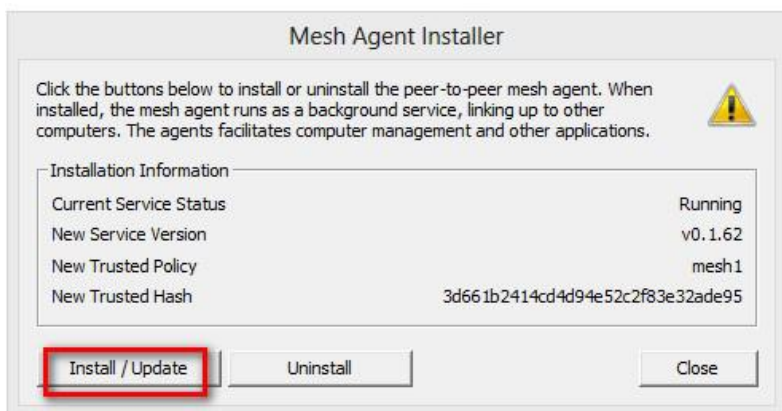 Mesh Agent Installer
Click the buttons below to install or uninstall the peer-to-peer mesh agent. When
installed, the mesh agent runs as a background service, linking up to other
computers. The agents facilitates computer management and other applications.
Installation Information
Current Service Status Running
New Service Version v0.1.62
New Trusted Policy mesh1
New Trusted Hash 3d661b2414cd4d94e52c2f83e32ade95
Install / Update Uninstall Close